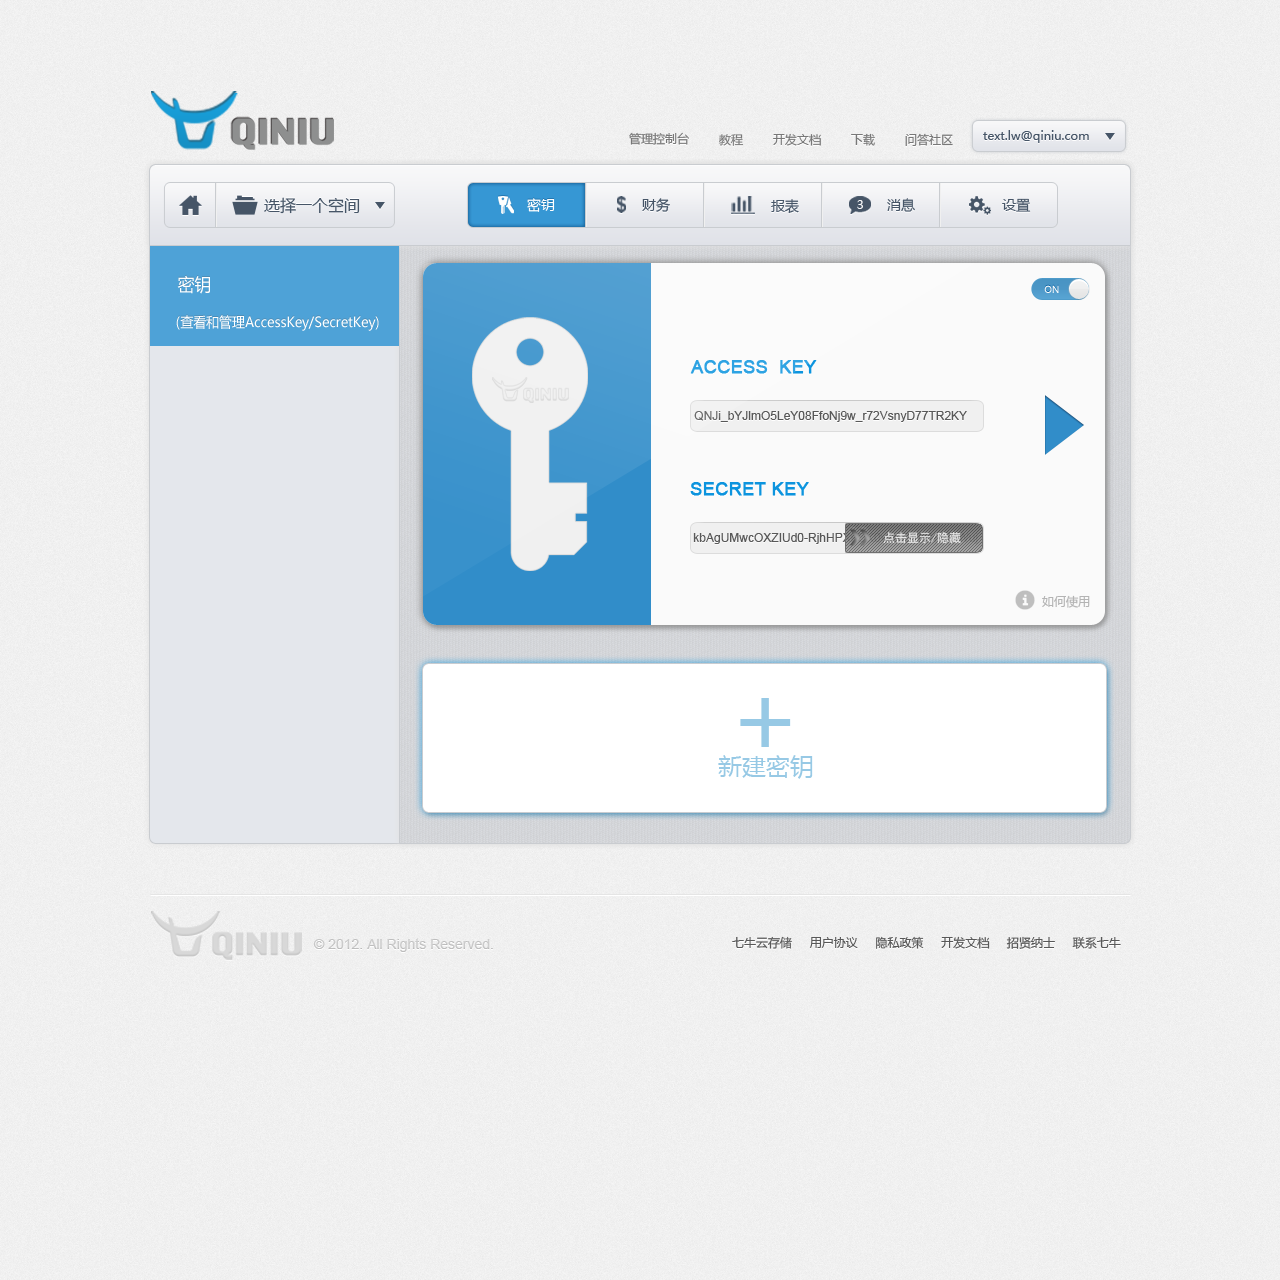 QINIU
管理控制台 教程 开发文档 下载 问答社区 text.lw@qiniu.com
选择一个空间 密钥 财务 报表 3 消息 设置
密钥
(查看和管理AccessKey/SecretKey)
ON
ACCESS KEY
QINIU
QNJi_bYJImO5LeY08FfoNj9w_r72VsnyD77TR2KY
SECRET KEY
点击显示/隐藏
如何使用
新建密钥
QINIU © 2012. All Rights Reserved.
七牛云存储 用户协议 隐私政策 开发文档 招贤纳士 联系七牛